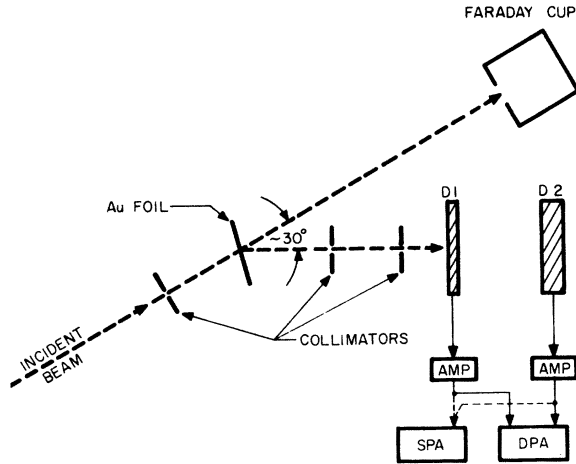 FARADAY CUP
D1
D2
Au FOIL
~30°
COLLIMATORS
INCIDENT
BEAM
AMP
AMP
SPA
DPA